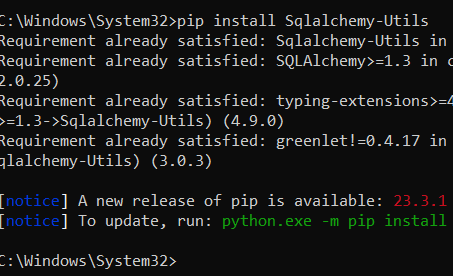 C:\Windows\System32>pip install Sqlalchemy-Utils
Requirement already satisfied: Sqlalchemy-Utils in
Requirement already satisfied: SQLAlchemy>=1.3 in c
2.0.25)
Requirement already satisfied: typing-extensions>=4
>=1.3->Sqlalchemy-Utils) (4.9.0)
Requirement already satisfied: greenlet!=0.4.17 in
qlalchemy-Utils) (3.0.3)
[notice] A new release of pip is available: 23.3.1
[notice] To update, run: python.exe -m pip install
C:\Windows\System32>